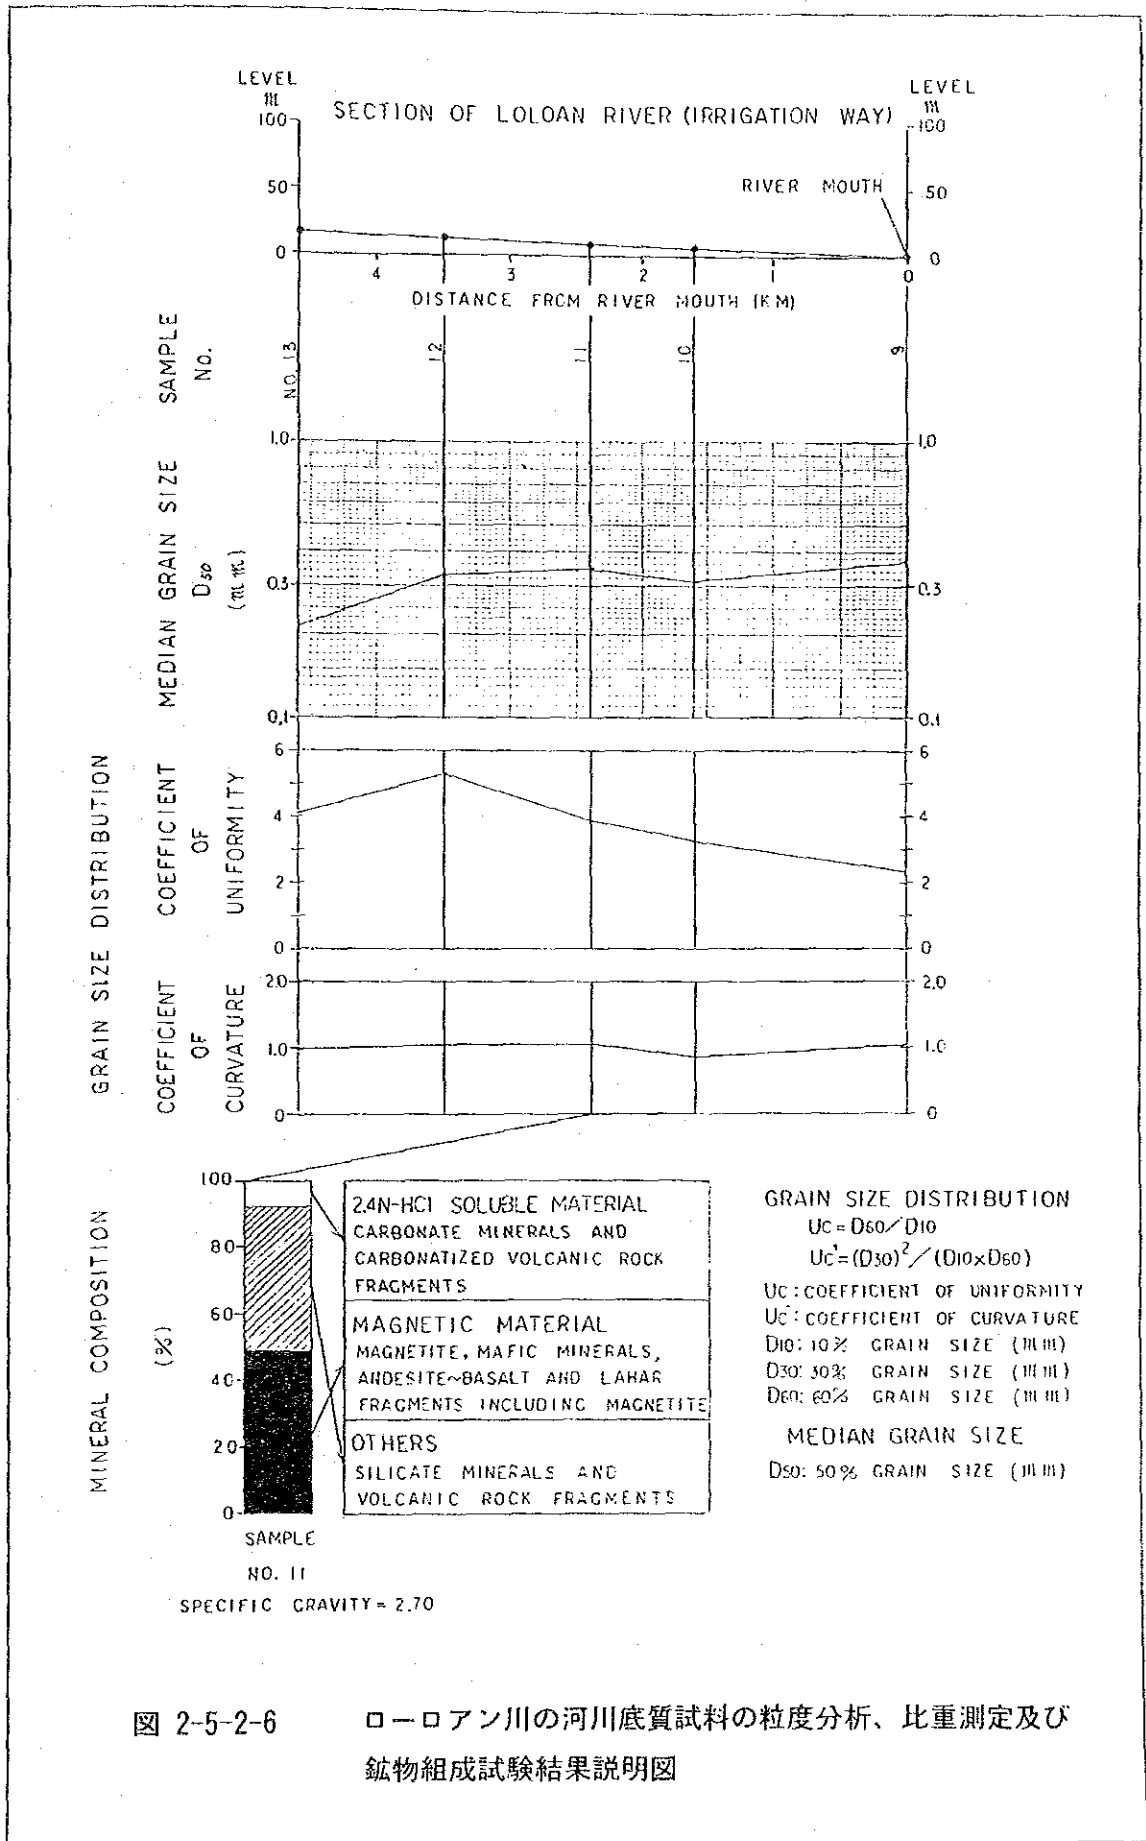 LEVEL
m
SECTION OF LOLOAN RIVER (IRRIGATION WAY)
LEVEL
m
100
50
0
100
50
0
RIVER MOUTH
4
3
2
1
0
DISTANCE FROM RIVER MOUTH (KM)
SAMPLE
NO.
NO. 13
12
11
10
9
MEDIAN GRAIN SIZE
D50
(mm)
1.0
0.3
0.1
1.0
0.3
0.1
GRAIN SIZE DISTRIBUTION
COEFFICIENT
OF
UNIFORMITY
6
4
2
0
6
4
2
0
COEFFICIENT
OF
CURVATURE
2.0
1.0
0
2.0
1.0
0
MINERAL COMPOSITION
(%)
100
80
60
40
20
0
SAMPLE
NO. 11
SPECIFIC GRAVITY = 2.70
2.4N-HCl SOLUBLE MATERIAL
CARBONATE MINERALS AND
CARBONATIZED VOLCANIC ROCK
FRAGMENTS
MAGNETIC MATERIAL
MAGNETITE, MAFIC MINERALS,
ANDESITE~BASALT AND LAHAR
FRAGMENTS INCLUDING MAGNETITE
OTHERS
SILICATE MINERALS AND
VOLCANIC ROCK FRAGMENTS
GRAIN SIZE DISTRIBUTION
UC = D60/D10
UC' = (D30)²/(D10×D60)
UC : COEFFICIENT OF UNIFORMITY
UC' : COEFFICIENT OF CURVATURE
D10: 10% GRAIN SIZE (mm)
D30: 30% GRAIN SIZE (mm)
D60: 60% GRAIN SIZE (mm)
MEDIAN GRAIN SIZE
D50: 50% GRAIN SIZE (mm)
図 2-5-2-6 ローロアン川の河川底質試料の粒度分析、比重測定及び
鉱物組成試験結果説明図